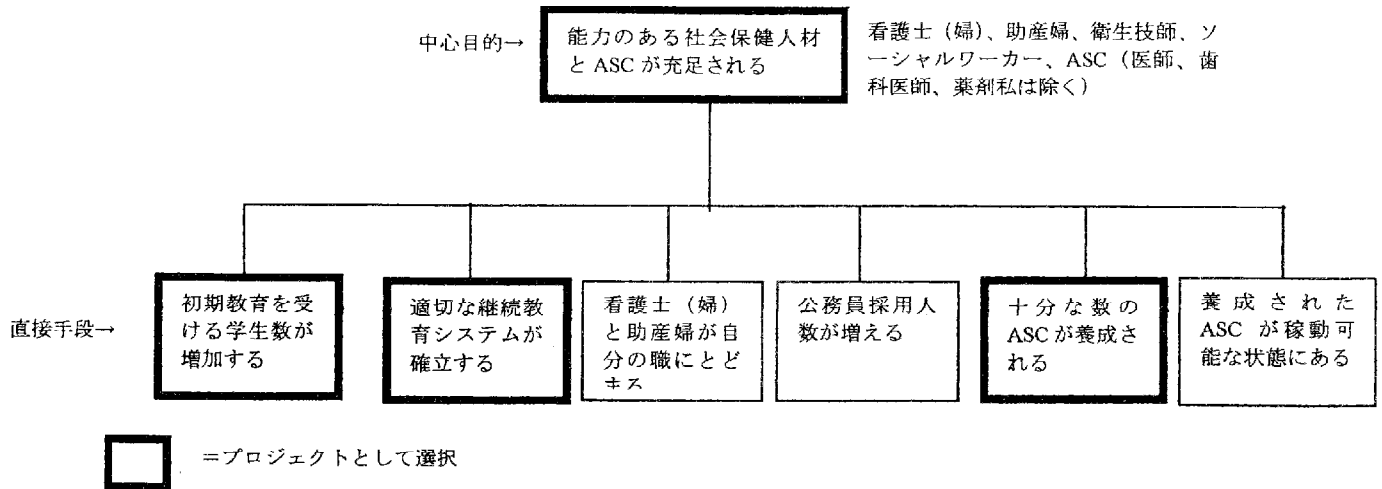 中心目的→
能力のある社会保健人材
とASCが充足される
看護士（婦）、助産婦、衛生技師、ソ
ーシャルワーカー、ASC（医師、歯
科医師、薬剤私は除く）
直接手段→
初期教育を受
ける学生数が
増加する
適切な継続教
育システムが
確立する
看護士（婦）
と助産婦が自
分の職にとど
まる
公務員採用人
数が増える
十分な数の
ASCが養成さ
れる
養成された
ASCが稼動可
能な状態にある
＝プロジェクトとして選択